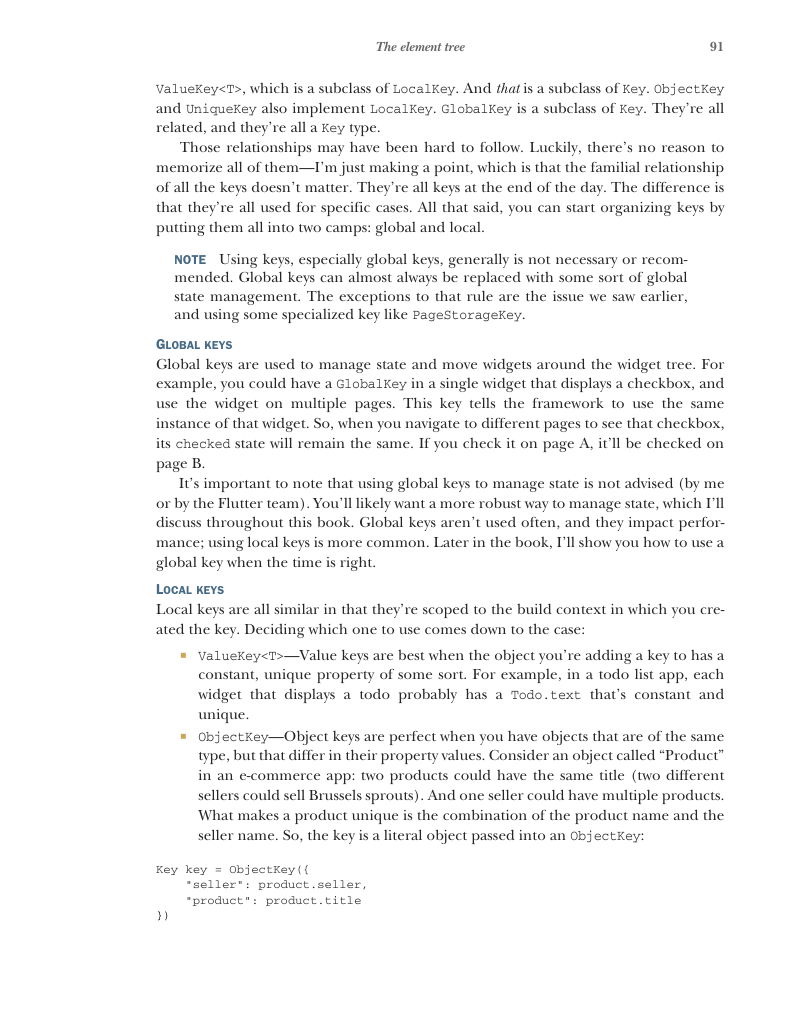 The element tree 91
ValueKey<T>, which is a subclass of LocalKey. And that is a subclass of Key. ObjectKey
and UniqueKey also implement LocalKey. GlobalKey is a subclass of Key. They're all
related, and they're all a Key type.
Those relationships may have been hard to follow. Luckily, there's no reason to
memorize all of them—I'm just making a point, which is that the familial relationship
of all the keys doesn't matter. They're all keys at the end of the day. The difference is
that they're all used for specific cases. All that said, you can start organizing keys by
putting them all into two camps: global and local.
NOTE Using keys, especially global keys, generally is not necessary or recom-
mended. Global keys can almost always be replaced with some sort of global
state management. The exceptions to that rule are the issue we saw earlier,
and using some specialized key like PageStorageKey.
GLOBAL KEYS
Global keys are used to manage state and move widgets around the widget tree. For
example, you could have a GlobalKey in a single widget that displays a checkbox, and
use the widget on multiple pages. This key tells the framework to use the same
instance of that widget. So, when you navigate to different pages to see that checkbox,
its checked state will remain the same. If you check it on page A, it'll be checked on
page B.
It's important to note that using global keys to manage state is not advised (by me
or by the Flutter team). You'll likely want a more robust way to manage state, which I'll
discuss throughout this book. Global keys aren't used often, and they impact perfor-
mance; using local keys is more common. Later in the book, I'll show you how to use a
global key when the time is right.
LOCAL KEYS
Local keys are all similar in that they're scoped to the build context in which you cre-
ated the key. Deciding which one to use comes down to the case:
■ ValueKey<T>—Value keys are best when the object you're adding a key to has a
constant, unique property of some sort. For example, in a todo list app, each
widget that displays a todo probably has a Todo.text that's constant and
unique.
■ ObjectKey—Object keys are perfect when you have objects that are of the same
type, but that differ in their property values. Consider an object called “Product”
in an e-commerce app: two products could have the same title (two different
sellers could sell Brussels sprouts). And one seller could have multiple products.
What makes a product unique is the combination of the product name and the
seller name. So, the key is a literal object passed into an ObjectKey:
Key key = ObjectKey({
"seller": product.seller,
"product": product.title
})